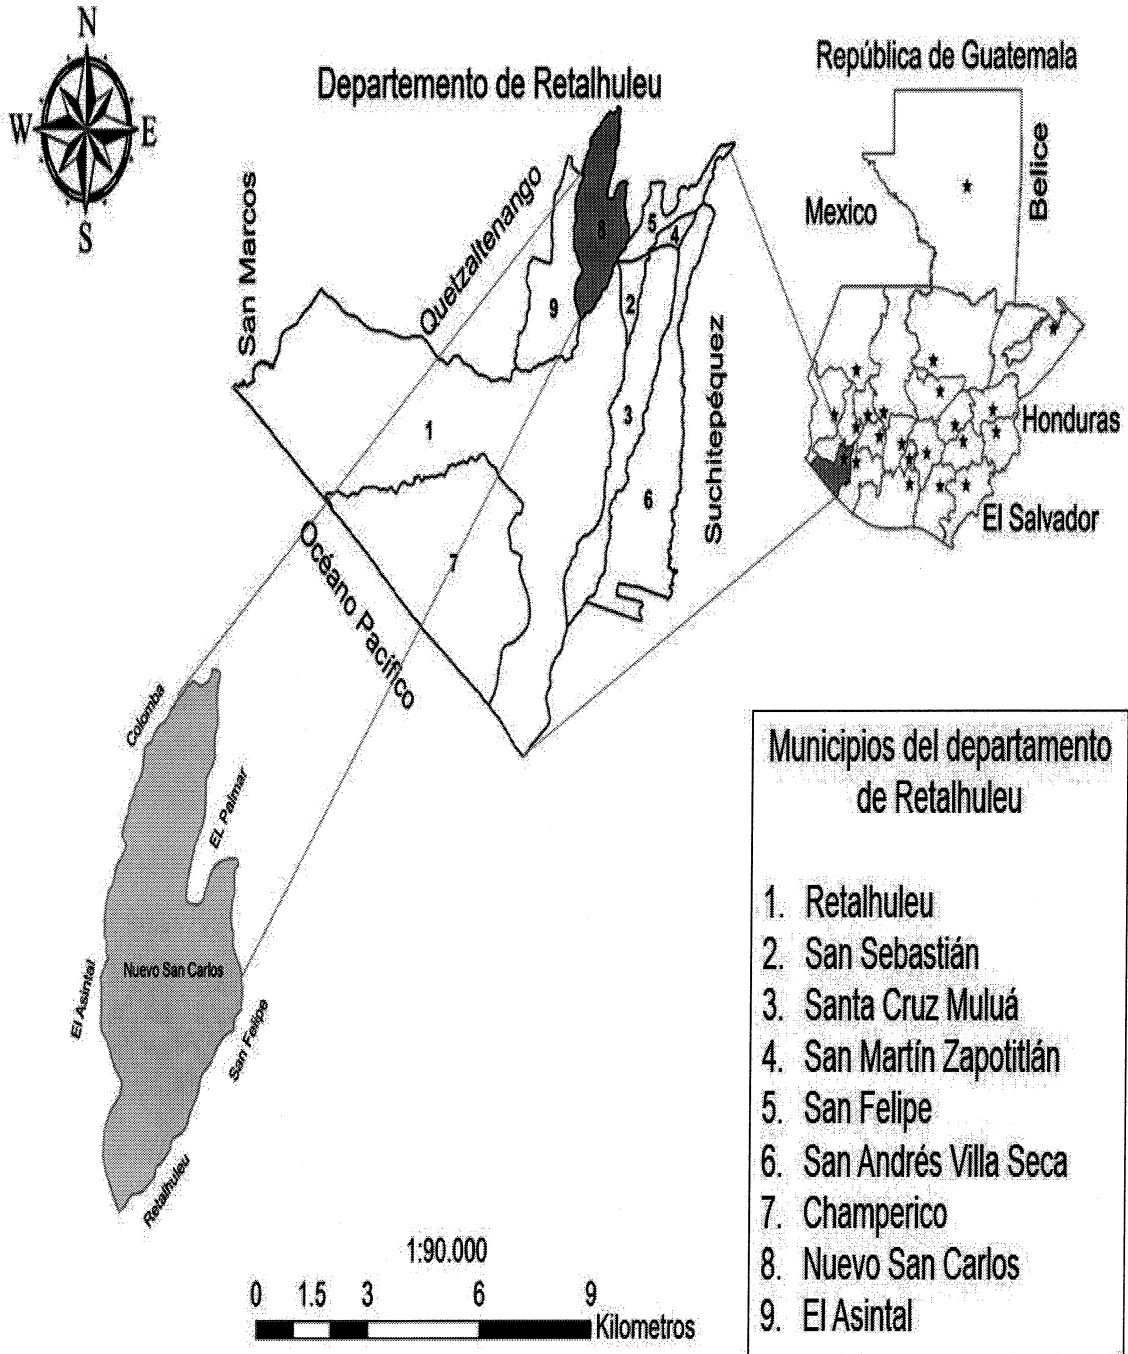 N
W E
S
Departemento de Retalhuleu
República de Guatemala
Mexico
Belice
Honduras
El Salvador
San Marcos
Quetzaltenango
Suchitepéquez
Océano Pacífico
8
5
4
9
2
1
3
6
7
Colomba
EL Palmar
El Asintal
Nuevo San Carlos
San Felipe
Retalhuleu
1:90.000
0 1.5 3 6 9
Kilometros
Municipios del departamento
de Retalhuleu
1. Retalhuleu
2. San Sebastián
3. Santa Cruz Muluá
4. San Martín Zapotitlán
5. San Felipe
6. San Andrés Villa Seca
7. Champerico
8. Nuevo San Carlos
9. El Asintal